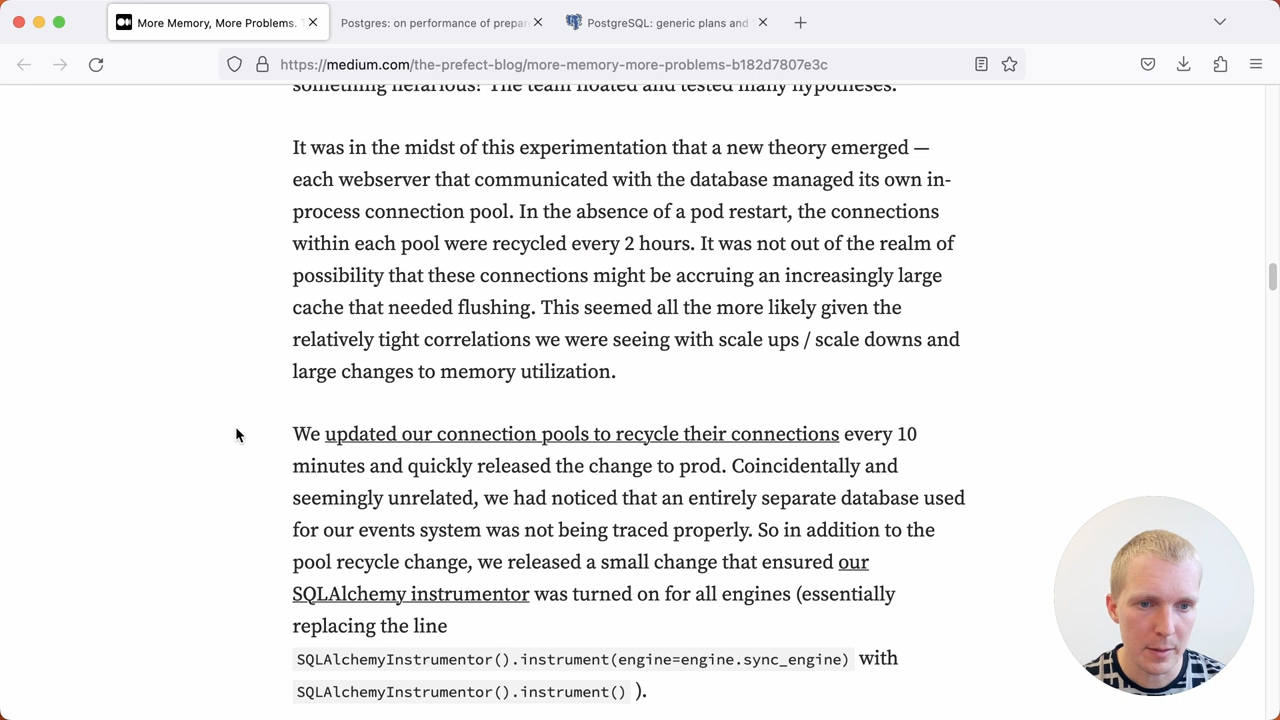 More Memory, More Problems. T
Postgres: on performance of prepar
PostgreSQL: generic plans and
https://medium.com/the-prefect-blog/more-memory-more-problems-b182d7807e3c
something nefarious? The team floated and tested many hypotheses.
It was in the midst of this experimentation that a new theory emerged —
each webserver that communicated with the database managed its own in-
process connection pool. In the absence of a pod restart, the connections
within each pool were recycled every 2 hours. It was not out of the realm of
possibility that these connections might be accruing an increasingly large
cache that needed flushing. This seemed all the more likely given the
relatively tight correlations we were seeing with scale ups / scale downs and
large changes to memory utilization.
We updated our connection pools to recycle their connections every 10
minutes and quickly released the change to prod. Coincidentally and
seemingly unrelated, we had noticed that an entirely separate database used
for our events system was not being traced properly. So in addition to the
pool recycle change, we released a small change that ensured our
SQLAlchemy instrumentor was turned on for all engines (essentially
replacing the line
SQLAlchemyInstrumentor().instrument(engine=engine.sync_engine) with
SQLAlchemyInstrumentor().instrument() ).